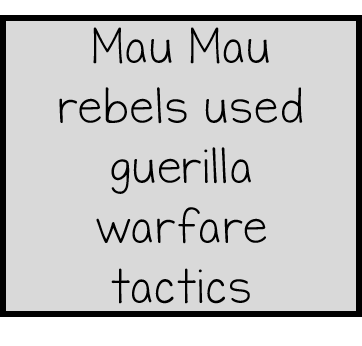 Mau Mau
rebels used
guerilla
warfare
tactics